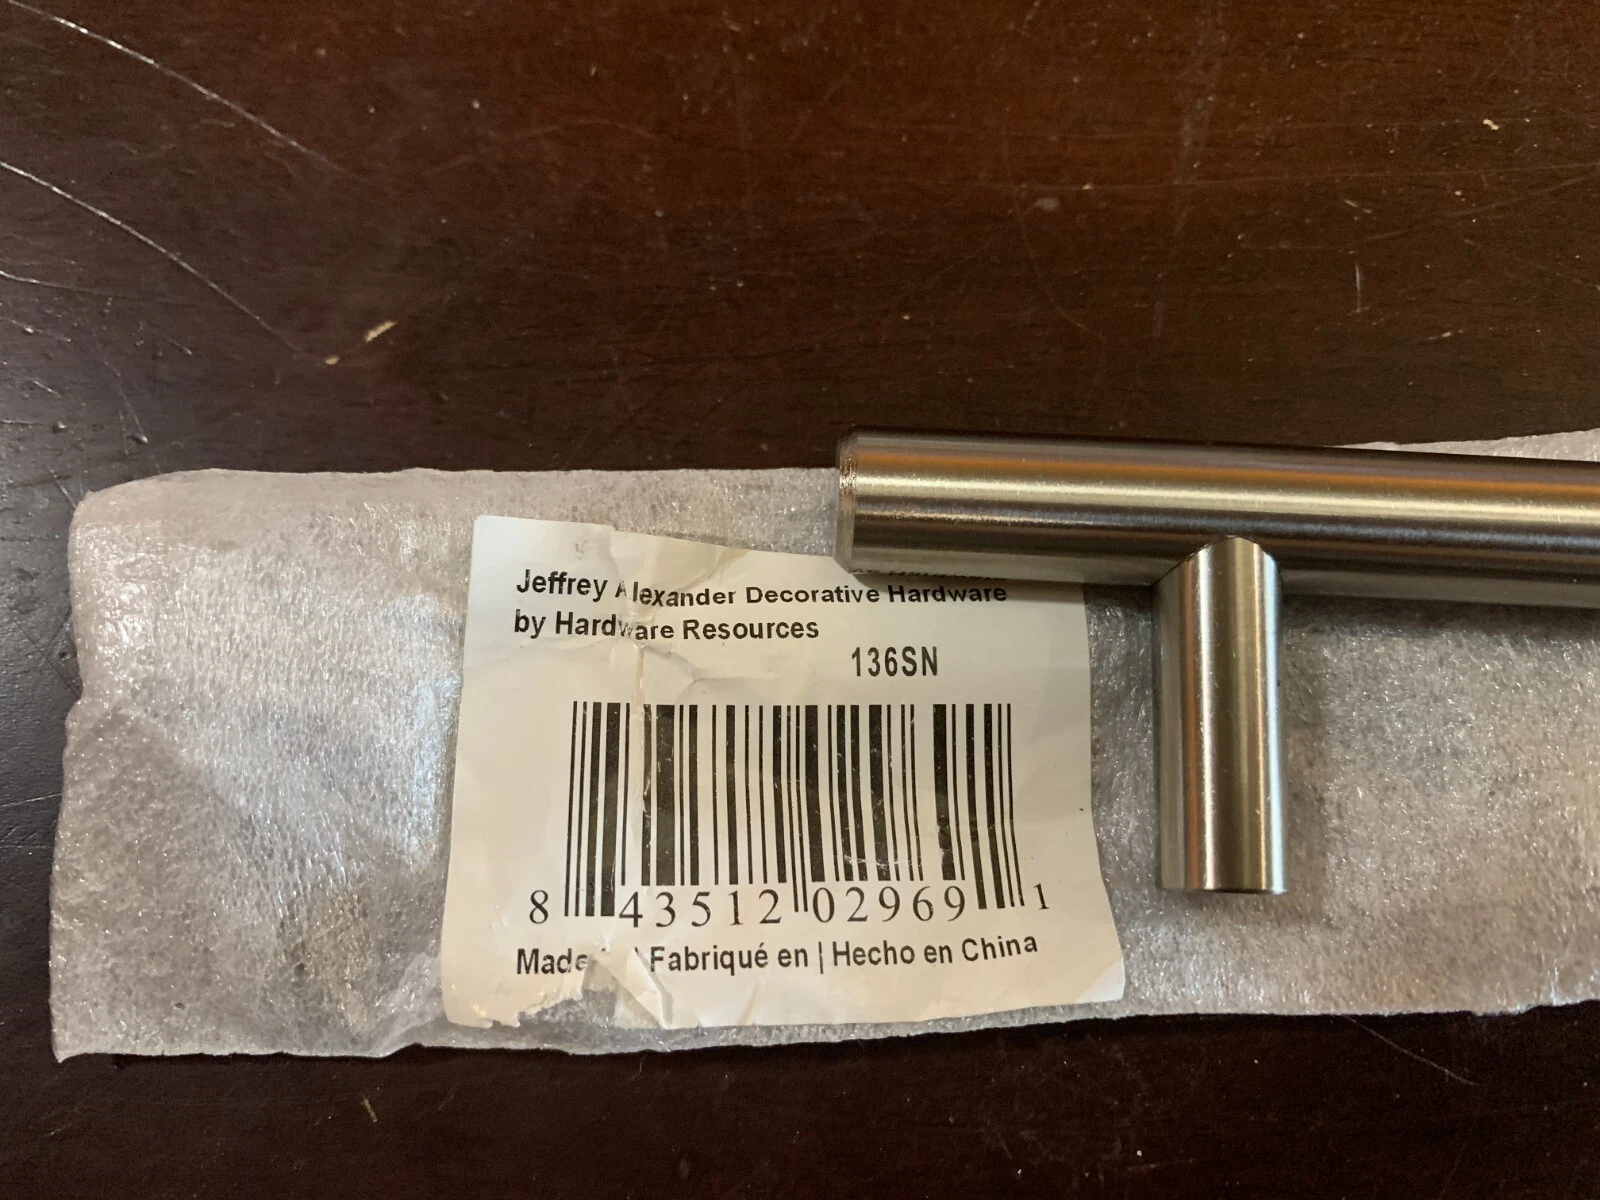 Jeffrey Alexander Decorative Hardware
by Hardware Resources
136SN
8 43512 02969 1
Made | Fabriqué en | Hecho en China